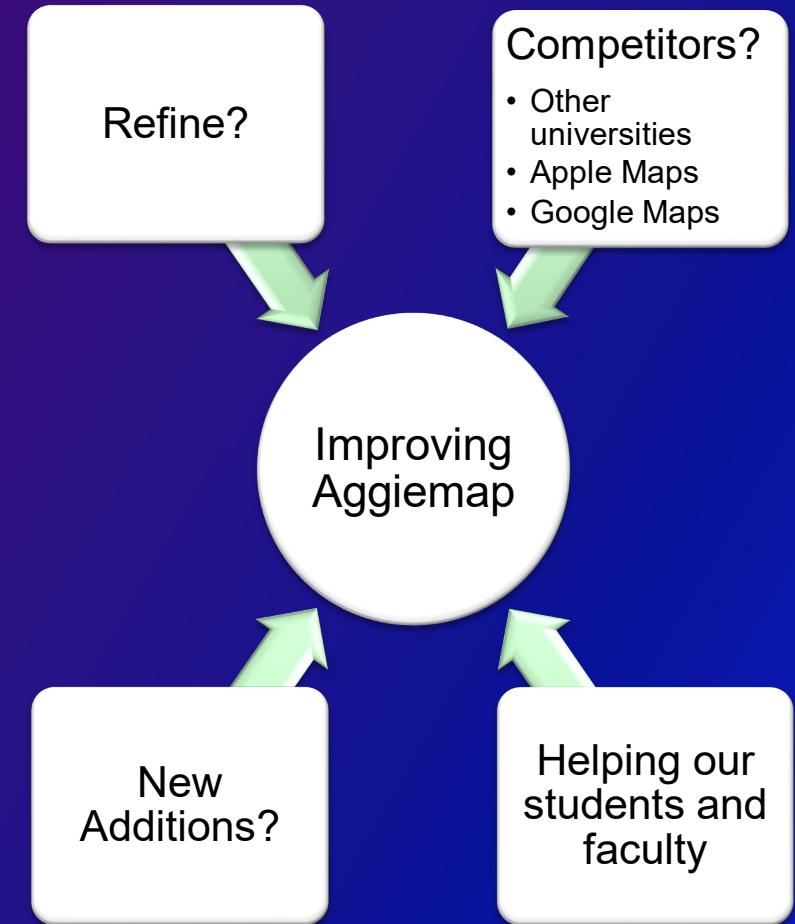 Refine?
Competitors?
• Other
universities
• Apple Maps
• Google Maps
Improving
Aggiemap
New
Additions?
Helping our
students and
faculty